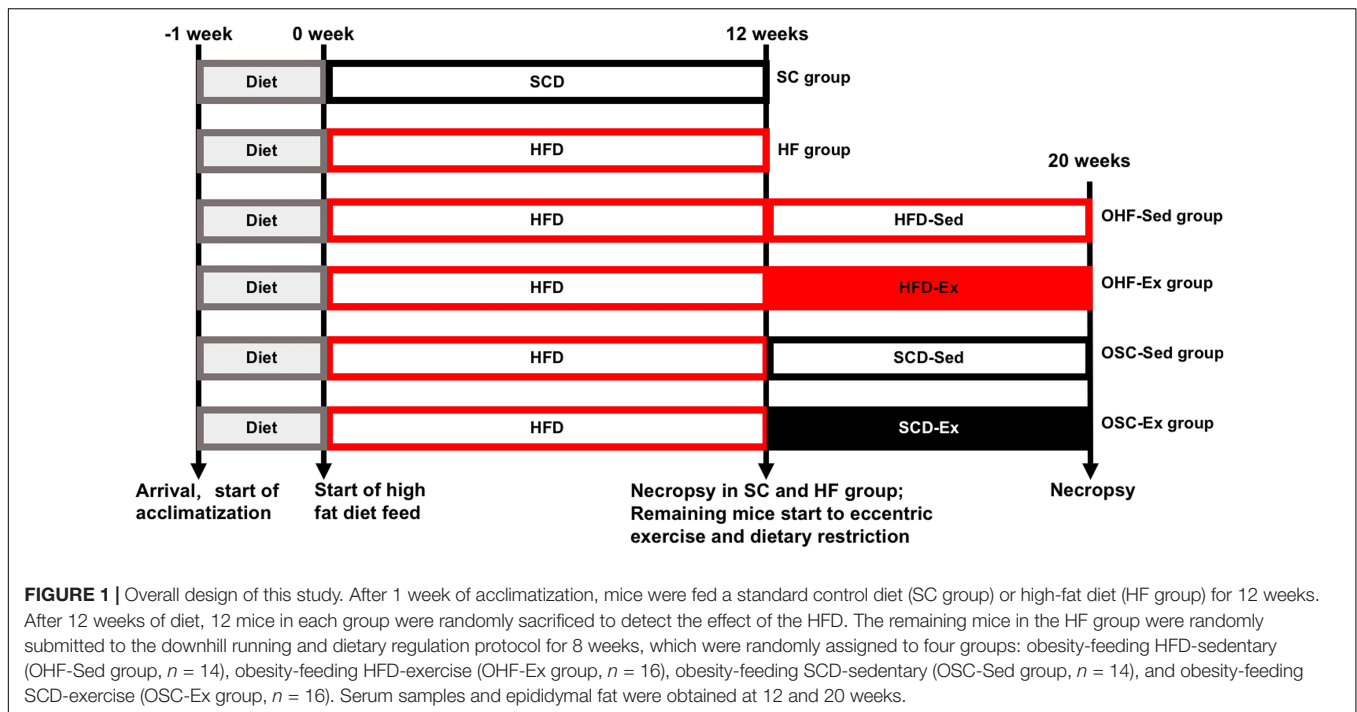 -1 week 0 week 12 weeks
Diet SCD SC group
Diet HFD HF group
20 weeks
Diet HFD HFD-Sed OHF-Sed group
Diet HFD HFD-Ex OHF-Ex group
Diet HFD SCD-Sed OSC-Sed group
Diet HFD SCD-Ex OSC-Ex group
Arrival, start of
acclimatization
Start of high
fat diet feed
Necropsy in SC and HF group;
Remaining mice start to eccentric
exercise and dietary restriction
Necropsy
FIGURE 1 | Overall design of this study. After 1 week of acclimatization, mice were fed a standard control diet (SC group) or high-fat diet (HF group) for 12 weeks.
After 12 weeks of diet, 12 mice in each group were randomly sacrificed to detect the effect of the HFD. The remaining mice in the HF group were randomly
submitted to the downhill running and dietary regulation protocol for 8 weeks, which were randomly assigned to four groups: obesity-feeding HFD-sedentary
(OHF-Sed group, n = 14), obesity-feeding HFD-exercise (OHF-Ex group, n = 16), obesity-feeding SCD-sedentary (OSC-Sed group, n = 14), and obesity-feeding
SCD-exercise (OSC-Ex group, n = 16). Serum samples and epididymal fat were obtained at 12 and 20 weeks.